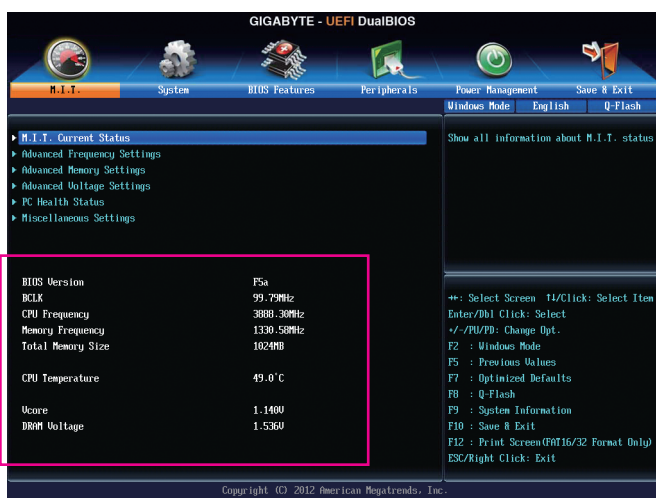 GIGABYTE - UEFI DualBIOS
M.I.T. System BIOS Features Peripherals Power Management Save & Exit
Windows Mode English Q-Flash
M.I.T. Current Status
Advanced Frequency Settings
Advanced Memory Settings
Advanced Voltage Settings
PC Health Status
Miscellaneous Settings
Show all information about M.I.T. status
BIOS Version F5a
BCLK 99.79MHz
CPU Frequency 3888.30MHz
Memory Frequency 1330.58MHz
Total Memory Size 1024MB
CPU Temperature 49.0°C
Vcore 1.140V
DRAM Voltage 1.536V
→←: Select Screen ↑↓/Click: Select Item
Enter/Dbl Click: Select
+/-/PU/PD: Change Opt.
F2 : Windows Mode
F5 : Previous Values
F7 : Optimized Defaults
F8 : Q-Flash
F9 : System Information
F10 : Save & Exit
F12 : Print Screen(FAT16/32 Format Only)
ESC/Right Click: Exit
Copyright (C) 2012 American Megatrends, Inc.